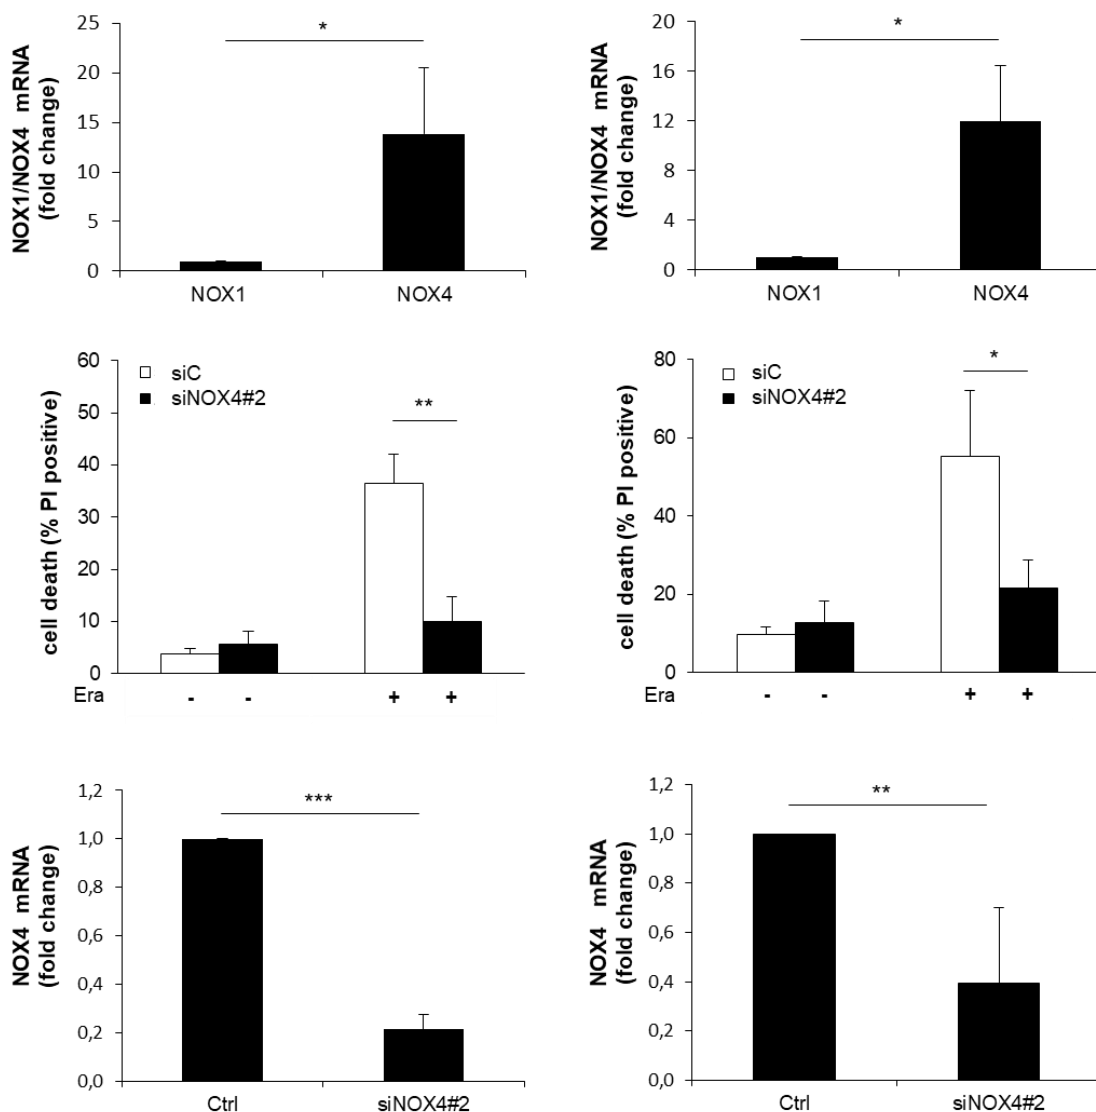 NOX1/NOX4 mRNA
(fold change)
25
20
15
10
5
0
*
NOX1
NOX4
NOX1/NOX4 mRNA
(fold change)
20
16
12
8
4
0
*
NOX1
NOX4
cell death (% PI positive)
60
50
40
30
20
10
0
siC
siNOX4#2
**
Era
- - + +
cell death (% PI positive)
80
60
40
20
0
siC
siNOX4#2
*
Era
- - + +
NOX4 mRNA
(fold change)
1,2
1,0
0,8
0,6
0,4
0,2
0,0
***
Ctrl
siNOX4#2
NOX4 mRNA
(fold change)
1,2
1,0
0,8
0,6
0,4
0,2
0,0
**
Ctrl
siNOX4#2